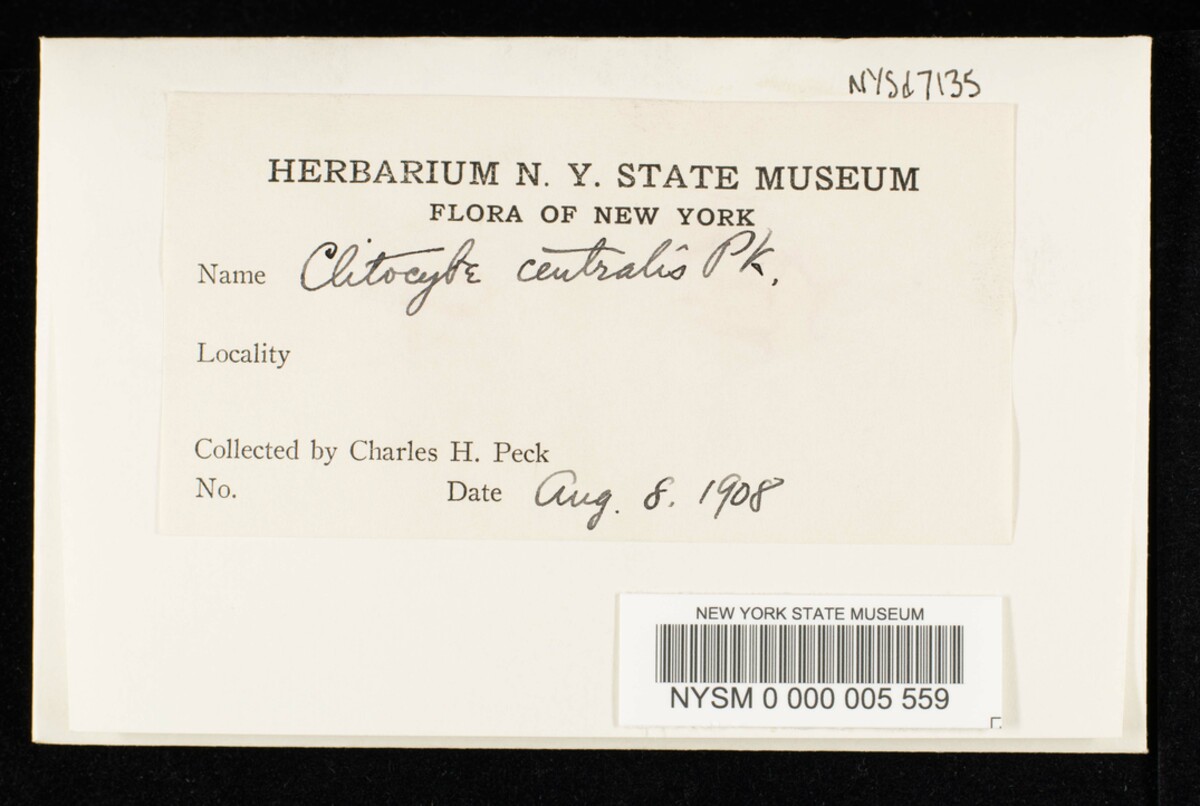 NYSd7135
HERBARIUM N. Y. STATE MUSEUM
FLORA OF NEW YORK
Name Clitocybe centralis Pk.
Locality
Collected by Charles H. Peck
No. Date Aug. 8. 1908
NEW YORK STATE MUSEUM
NYSM 0 000 005 559